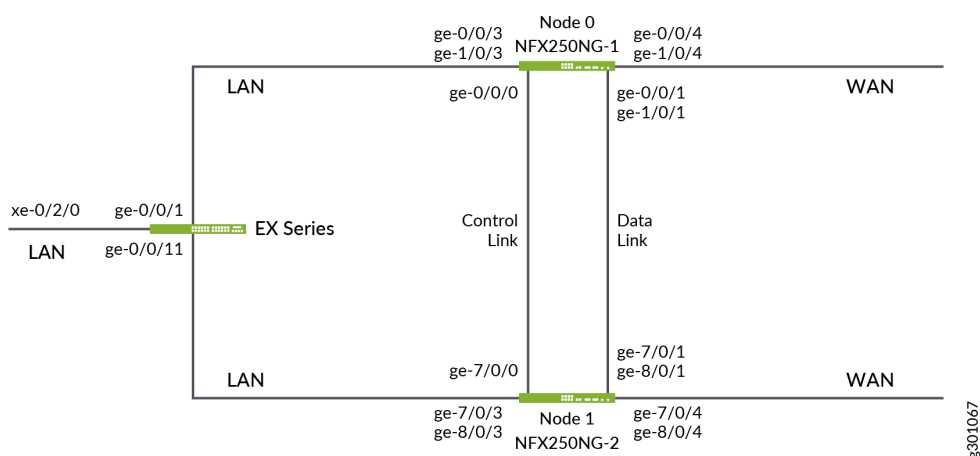 Node 0
NFX250NG-1
ge-0/0/3
ge-1/0/3
ge-0/0/4
ge-1/0/4
LAN
WAN
ge-0/0/0
ge-0/0/1
ge-1/0/1
xe-0/2/0
ge-0/0/1
EX Series
LAN
ge-0/0/11
Control
Link
Data
Link
ge-7/0/0
ge-7/0/1
ge-8/0/1
LAN
WAN
ge-7/0/3
ge-8/0/3
Node 1
NFX250NG-2
ge-7/0/4
ge-8/0/4
g301067